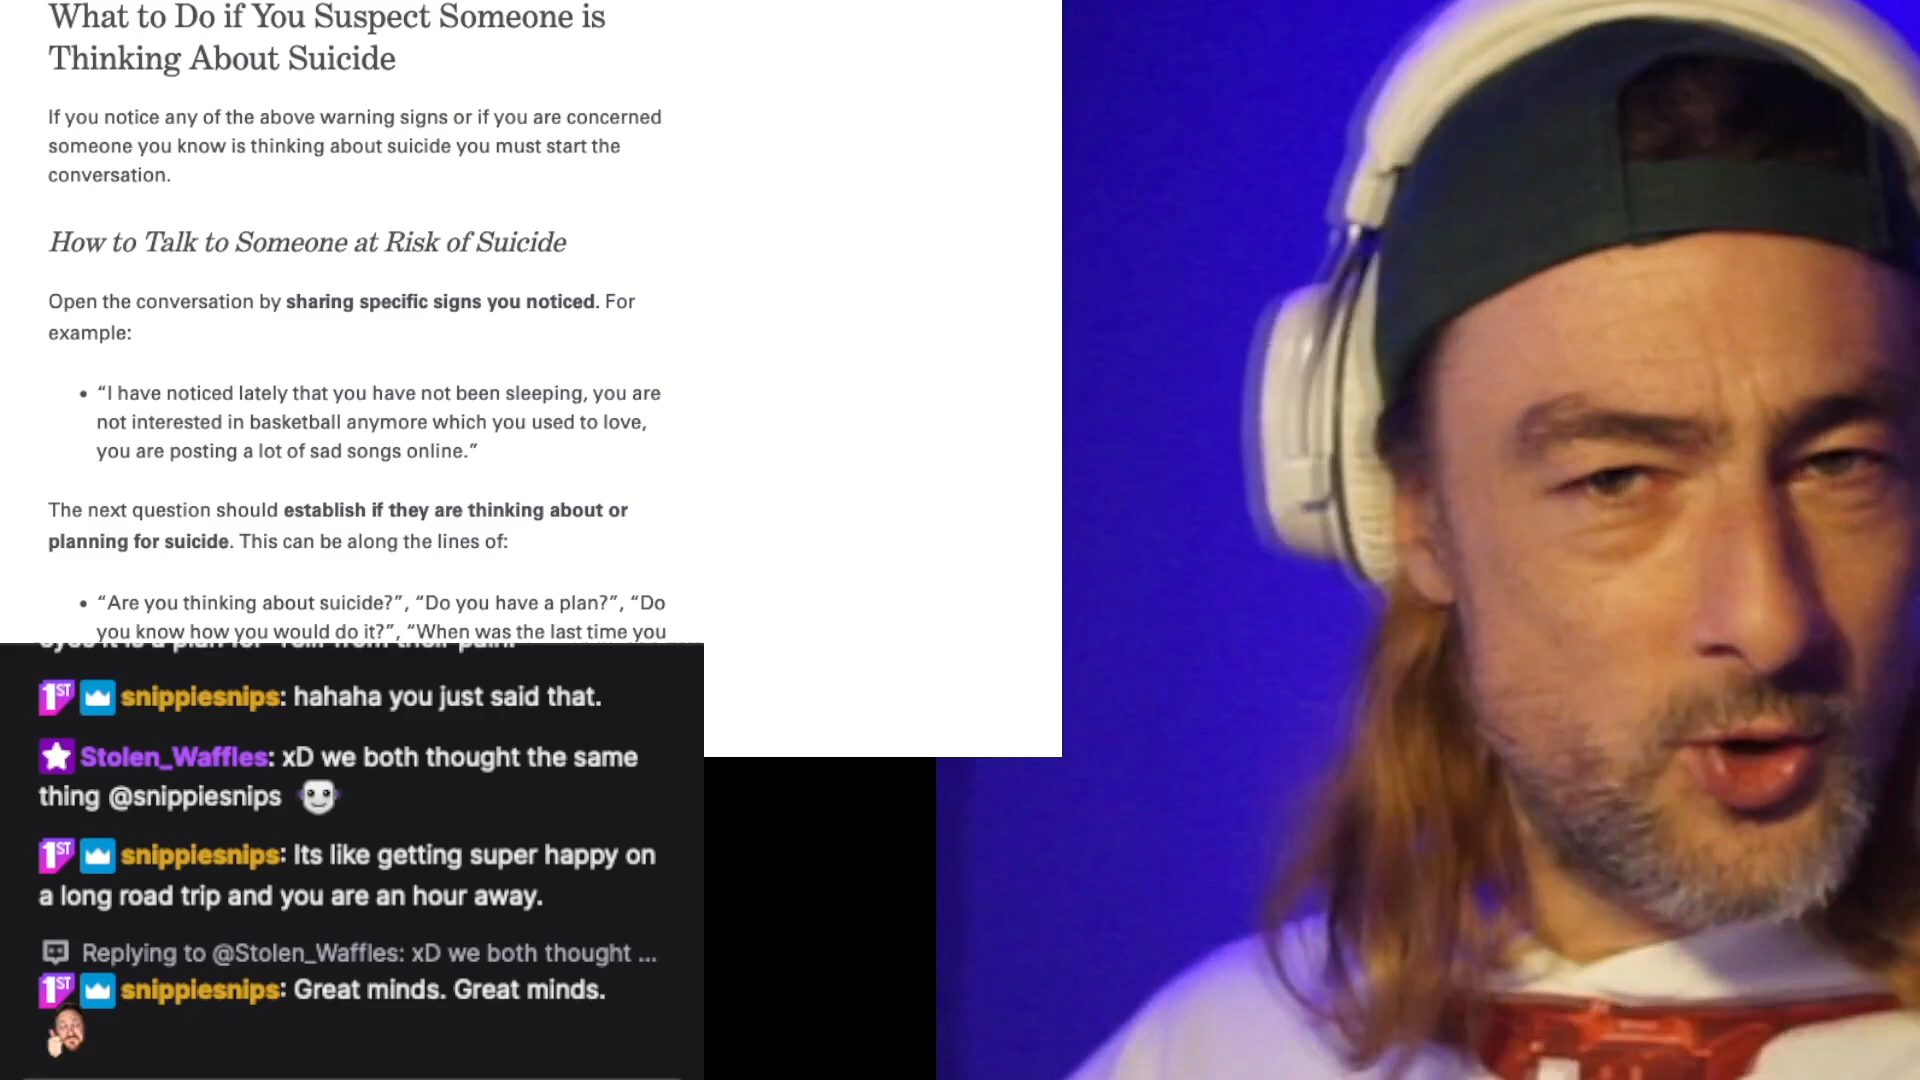 What to Do if You Suspect Someone is
Thinking About Suicide
If you notice any of the above warning signs or if you are concerned
someone you know is thinking about suicide you must start the
conversation.
How to Talk to Someone at Risk of Suicide
Open the conversation by sharing specific signs you noticed. For
example:
• “I have noticed lately that you have not been sleeping, you are
not interested in basketball anymore which you used to love,
you are posting a lot of sad songs online.”
The next question should establish if they are thinking about or
planning for suicide. This can be along the lines of:
• “Are you thinking about suicide?”, “Do you have a plan?”, “Do
you know how you would do it?”, “When was the last time you
1ST snippiesnips: hahaha you just said that.
Stolen_Waffles: xD we both thought the same
thing @snippiesnips
1ST snippiesnips: Its like getting super happy on
a long road trip and you are an hour away.
Replying to @Stolen_Waffles: xD we both thought ...
1ST snippiesnips: Great minds. Great minds.